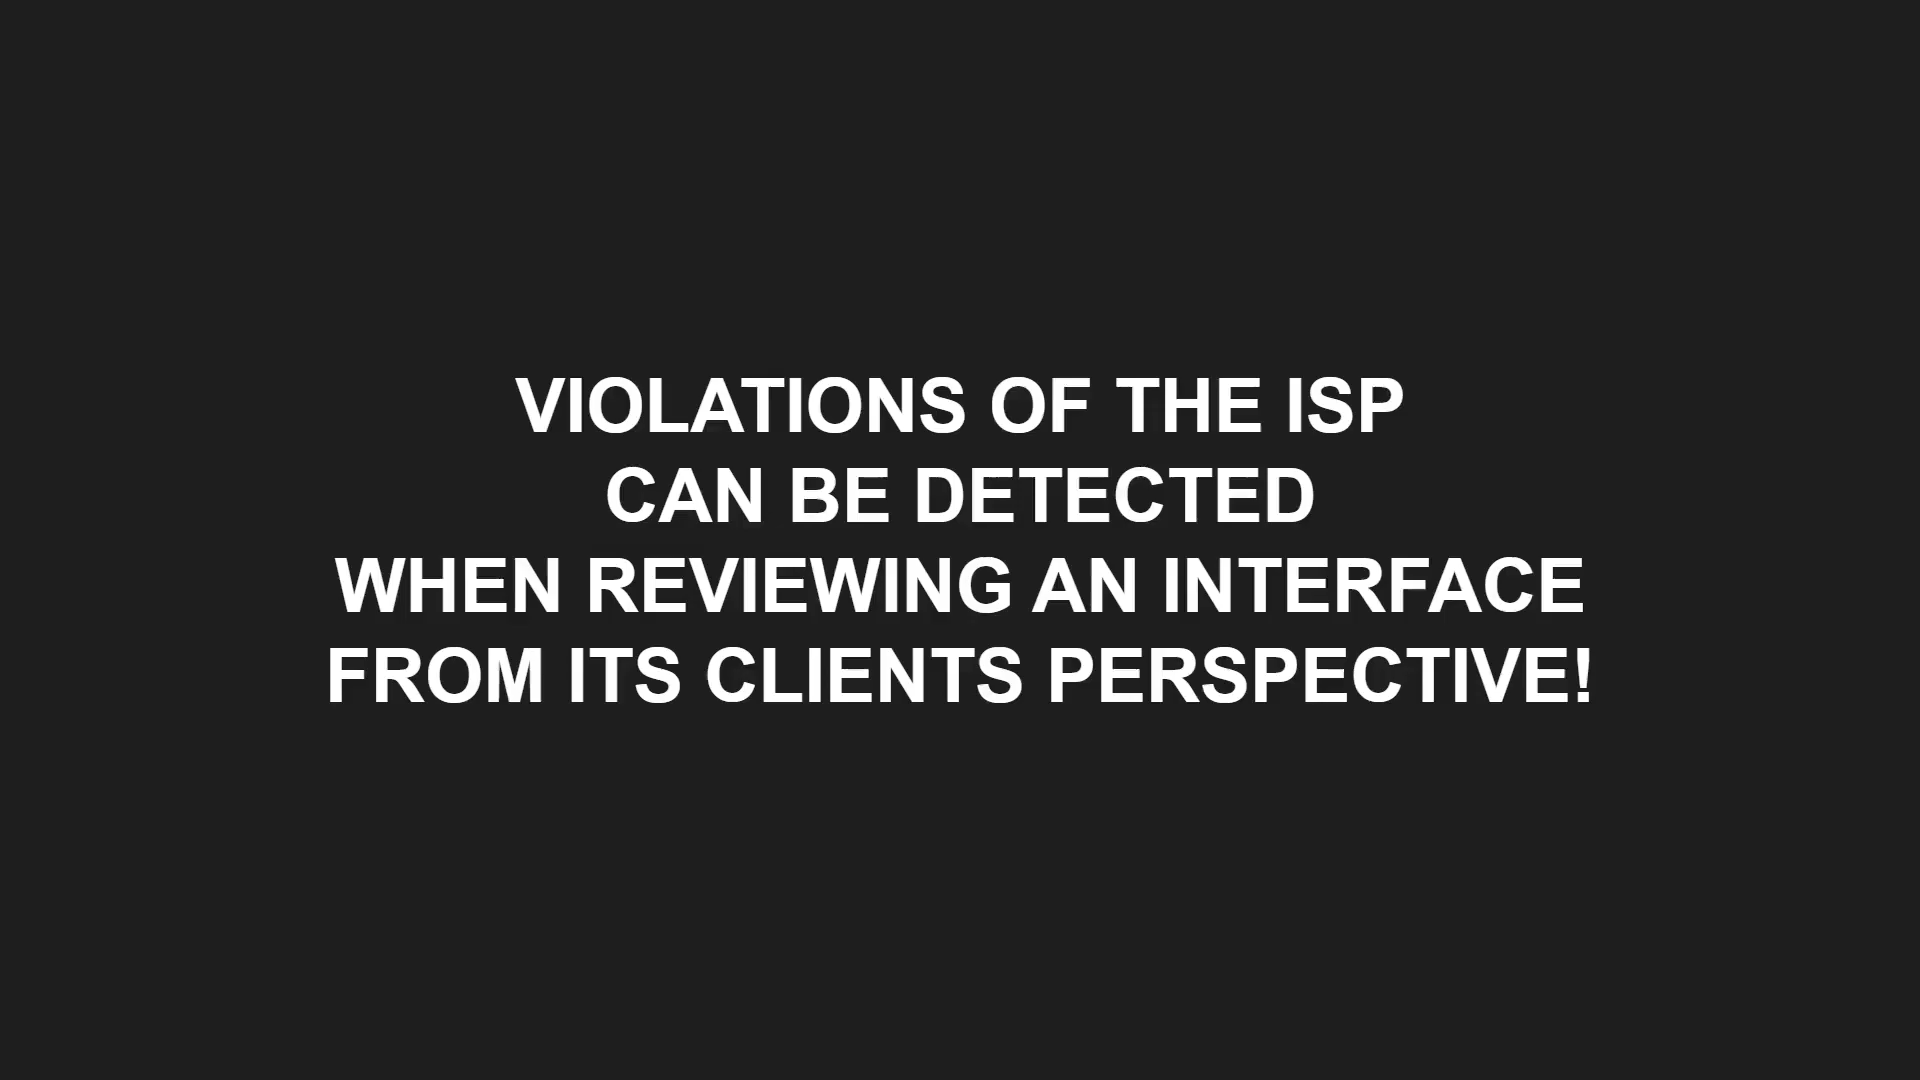 VIOLATIONS OF THE ISP
CAN BE DETECTED
WHEN REVIEWING AN INTERFACE
FROM ITS CLIENTS PERSPECTIVE!